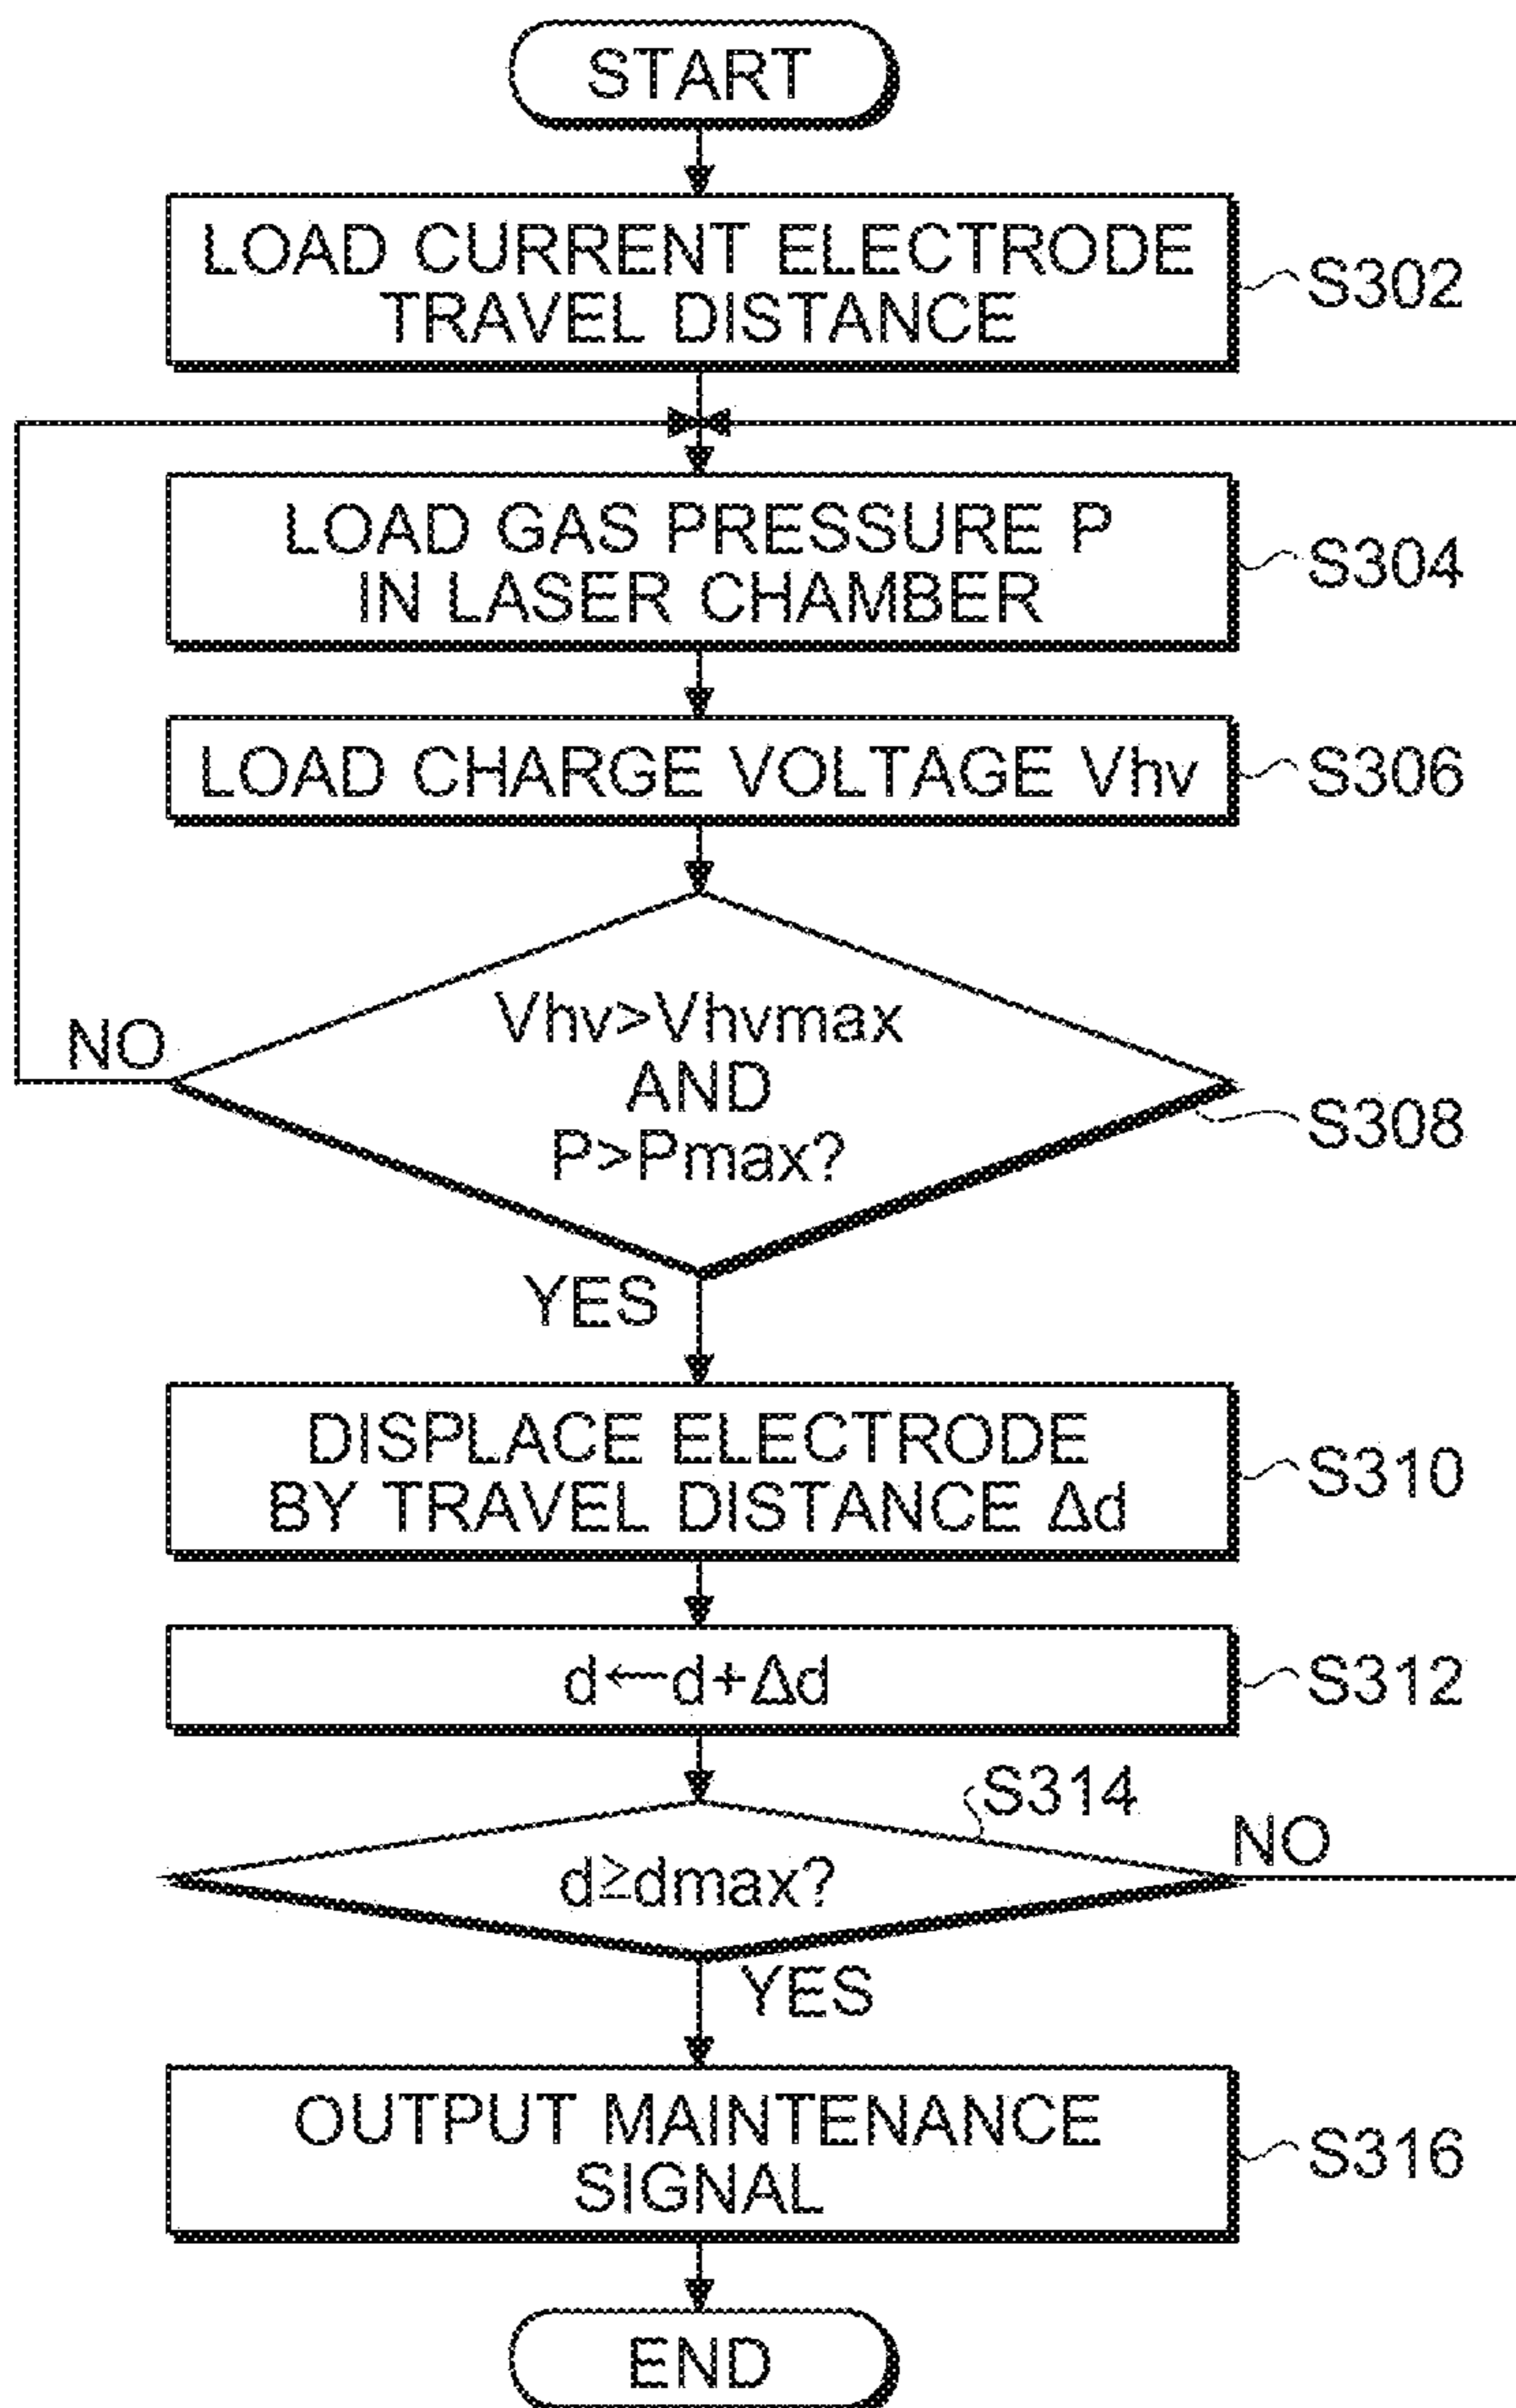 START
LOAD CURRENT ELECTRODE
TRAVEL DISTANCE
S302
LOAD GAS PRESSURE P
IN LASER CHAMBER
S304
LOAD CHARGE VOLTAGE Vhv
S306
Vhv>Vhvmax
AND
P>Pmax?
NO
S308
YES
DISPLACE ELECTRODE
BY TRAVEL DISTANCE Δd
S310
d←d+Δd
S312
S314
d≥dmax?
NO
YES
OUTPUT MAINTENANCE
SIGNAL
S316
END